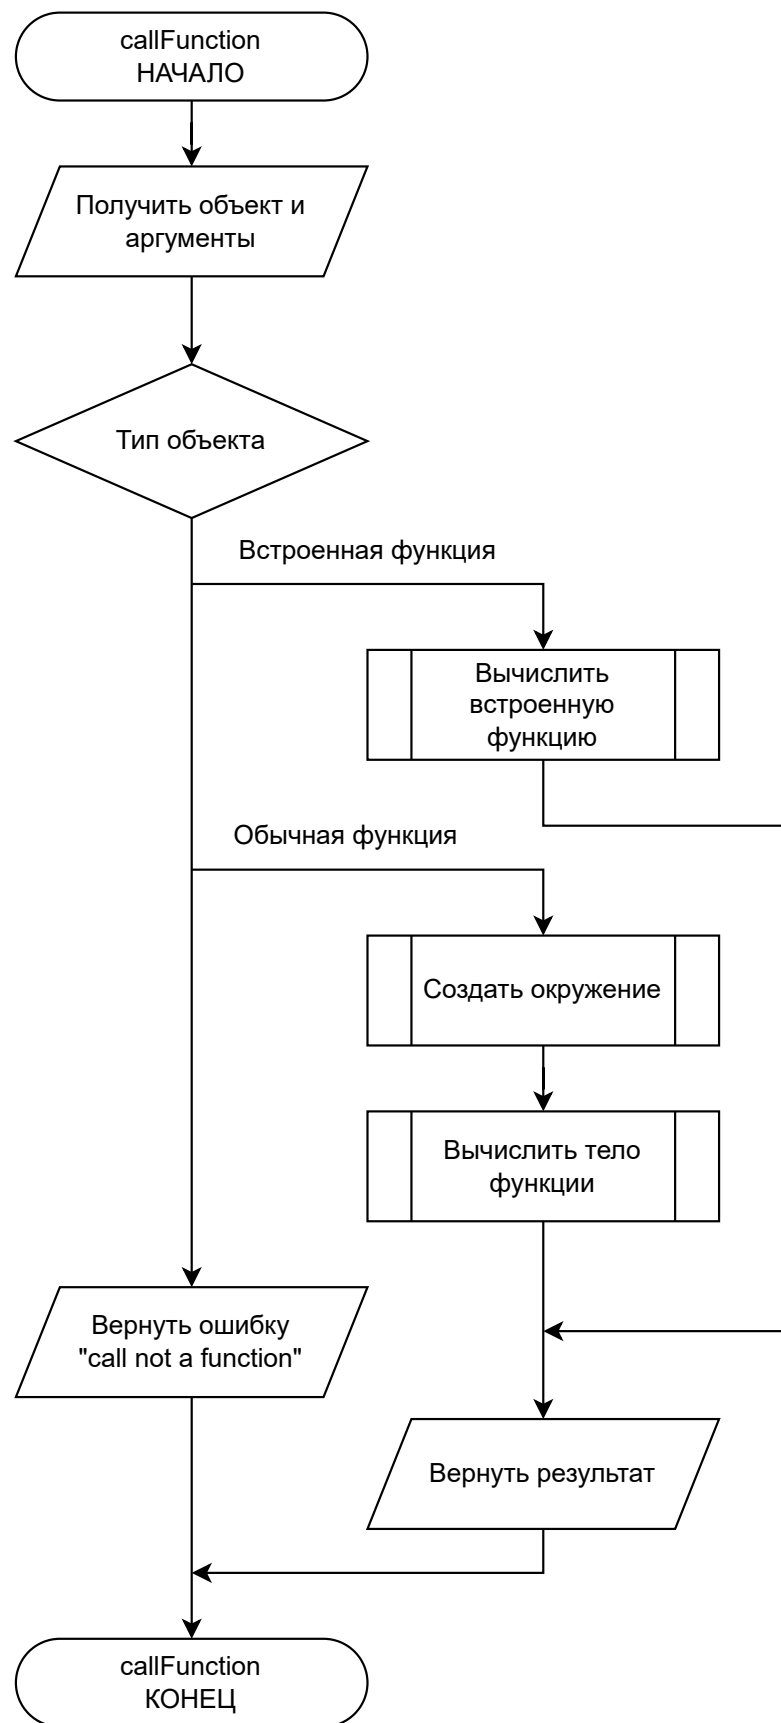 callFunction
НАЧАЛО
Получить объект и
аргументы
Тип объекта
Встроенная функция
Вычислить
встроенную
функцию
Обычная функция
Создать окружение
Вычислить тело
функции
Вернуть ошибку
"call not a function"
Вернуть результат
callFunction
КОНЕЦ